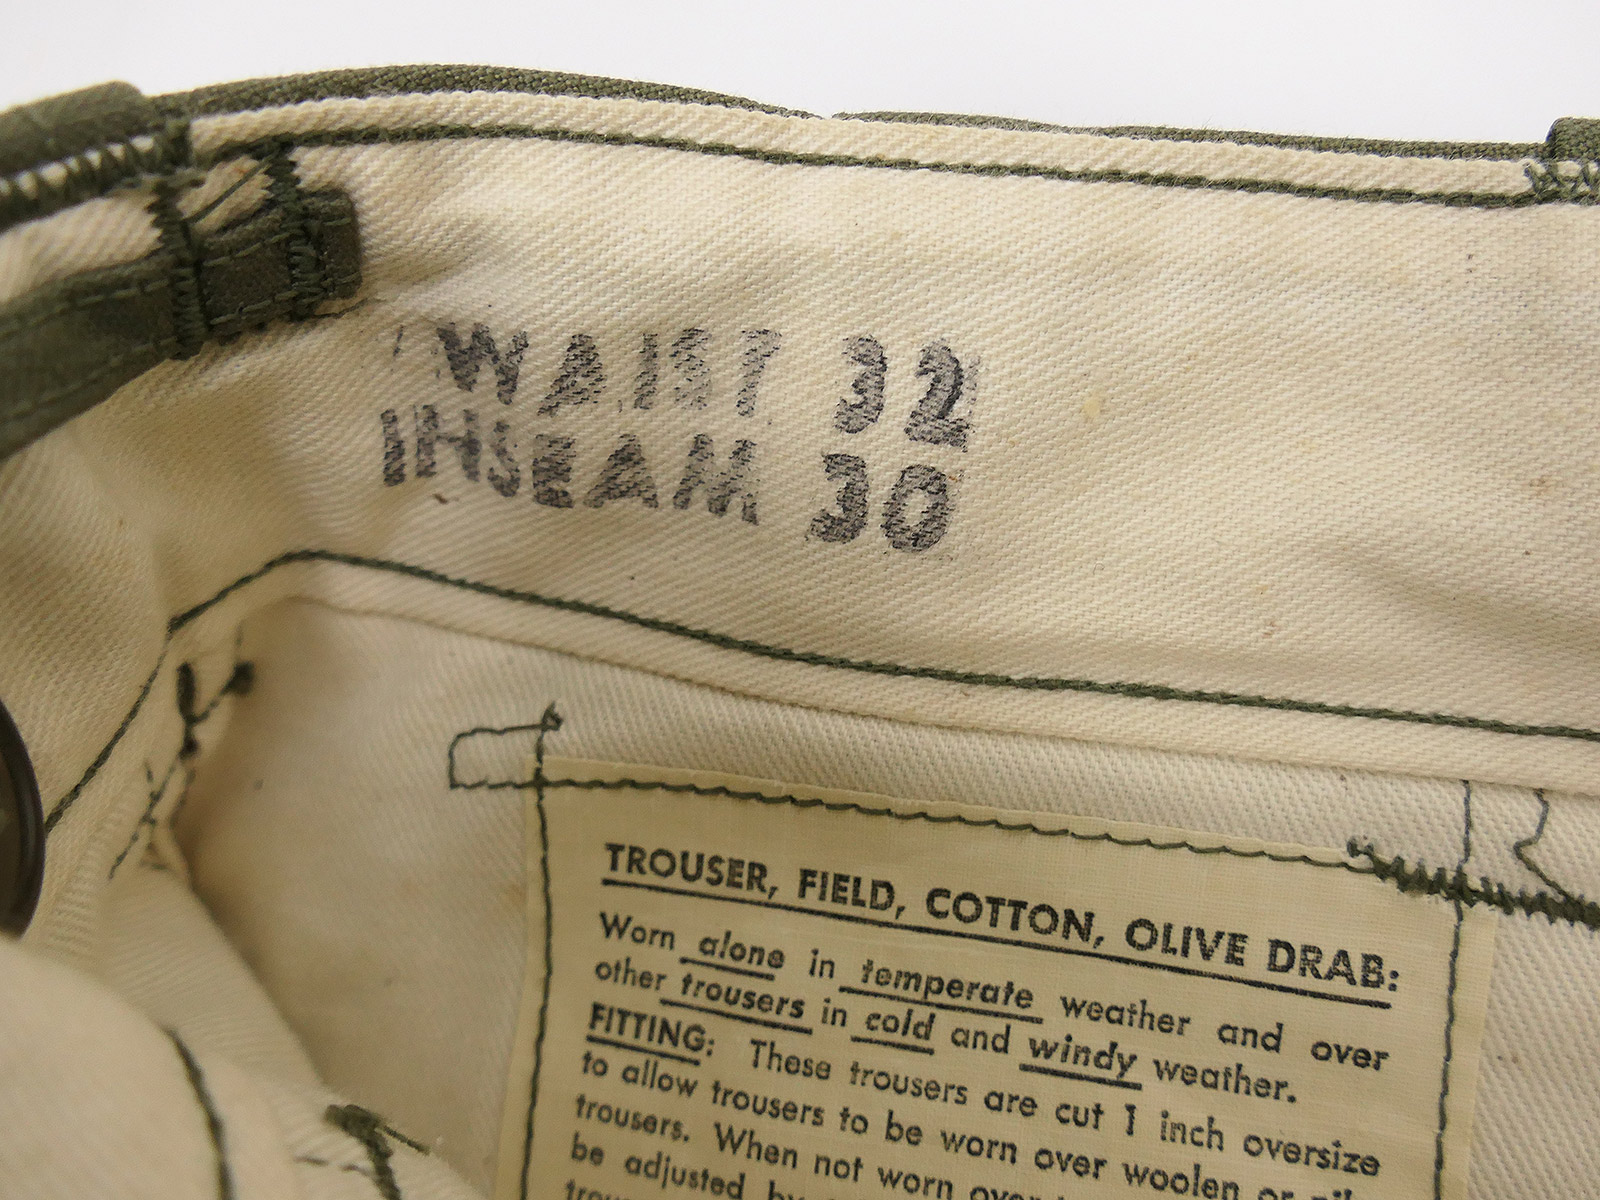 WAIST 32
INSEAM 30
TROUSER, FIELD, COTTON, OLIVE DRAB:
Worn alone in temperate weather and over
other trousers in cold and windy weather.
FITTING: These trousers are cut 1 inch oversize
to allow trousers to be worn over woolen or
trousers. When not worn over
be adjusted